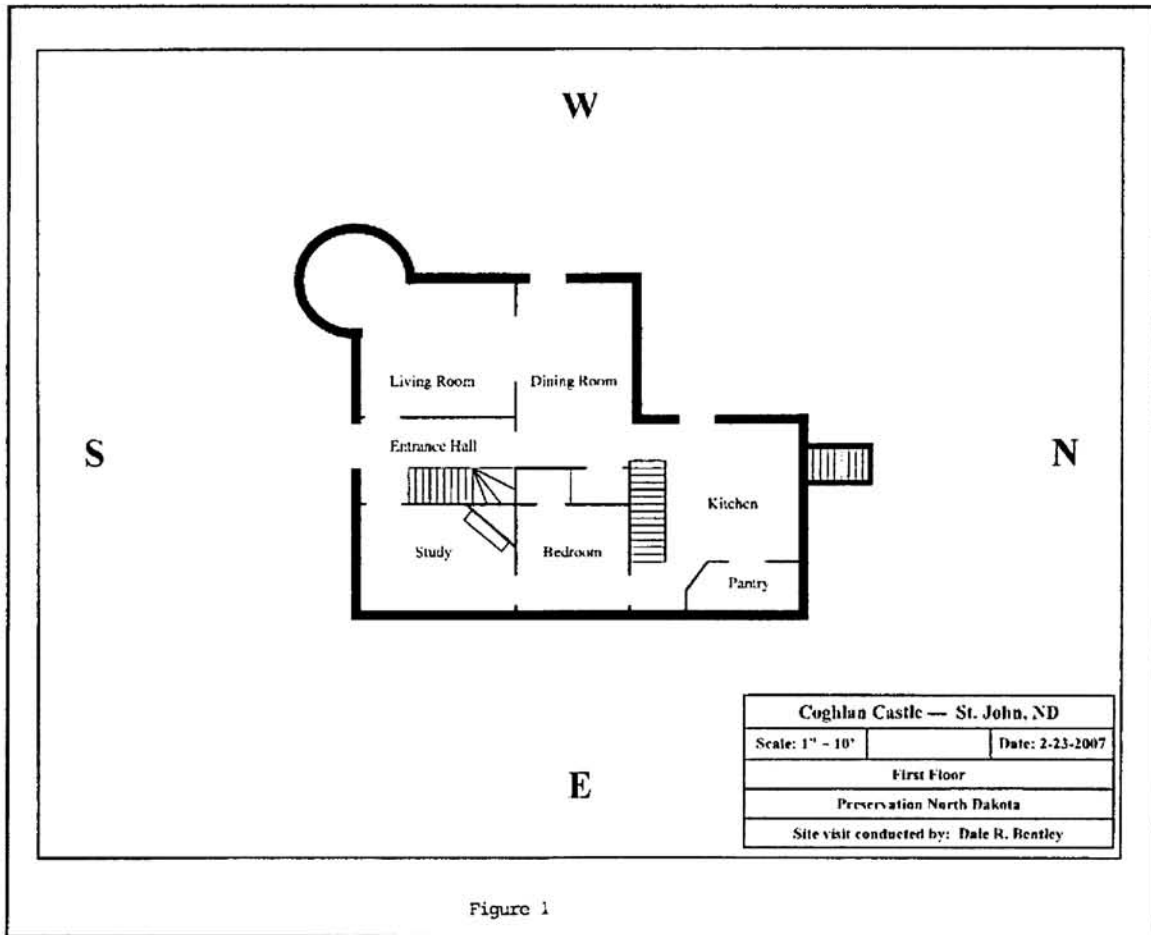 W
Living Room
Dining Room
Entrance Hall
S
N
Kitchen
Study
Bedroom
Pantry
E
Coghlan Castle — St. John, ND
Scale: 1" - 10'
Date: 2-23-2007
First Floor
Preservation North Dakota
Site visit conducted by: Dale R. Bentley
Figure 1